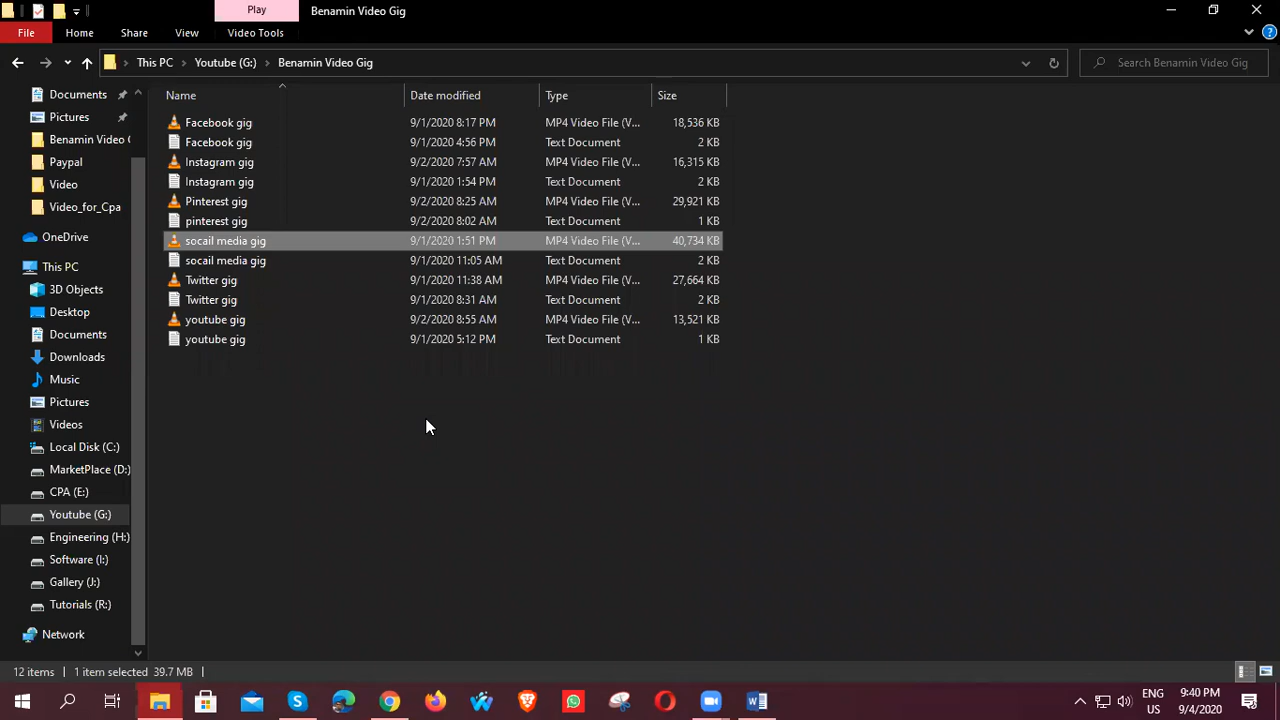 Play
Benamin Video Gig
File
Home
Share
View
Video Tools
This PC
Youtube (G:)
Benamin Video Gig
Search Benamin Video Gig
Name
Date modified
Type
Size
Facebook gig 9/1/2020 8:17 PM MP4 Video File (V... 18,536 KB
Facebook gig 9/1/2020 4:56 PM Text Document 2 KB
Instagram gig 9/2/2020 7:57 AM MP4 Video File (V... 16,315 KB
Instagram gig 9/1/2020 1:54 PM Text Document 2 KB
Pinterest gig 9/2/2020 8:25 AM MP4 Video File (V... 29,921 KB
pinterest gig 9/2/2020 8:02 AM Text Document 1 KB
socail media gig 9/1/2020 1:51 PM MP4 Video File (V... 40,734 KB
socail media gig 9/1/2020 11:05 AM Text Document 2 KB
Twitter gig 9/1/2020 11:38 AM MP4 Video File (V... 27,664 KB
Twitter gig 9/1/2020 8:31 AM Text Document 2 KB
youtube gig 9/2/2020 8:55 AM MP4 Video File (V... 13,521 KB
youtube gig 9/1/2020 5:12 PM Text Document 1 KB
Documents
Pictures
Benamin Video G
Paypal
Video
Video_for_Cpa
OneDrive
This PC
3D Objects
Desktop
Documents
Downloads
Music
Pictures
Videos
Local Disk (C:)
MarketPlace (D:)
CPA (E:)
Youtube (G:)
Engineering (H:)
Software (I:)
Gallery (J:)
Tutorials (R:)
Network
12 items
1 item selected 39.7 MB
ENG
US
9:40 PM
9/4/2020